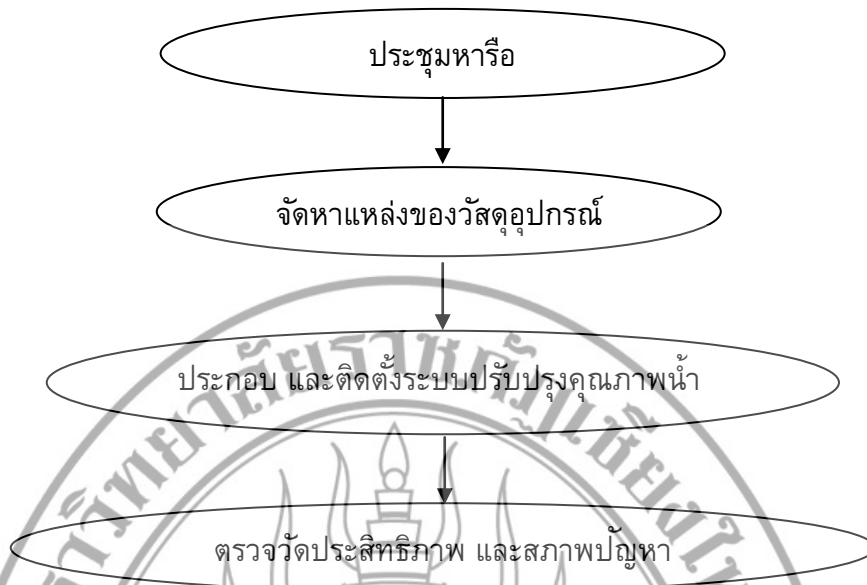 ประชุมหารือ
จัดหาแหล่งของวัสดุอุปกรณ์
ประกอบ และติดตั้งระบบปรับปรุงคุณภาพน้ำ
ตรวจวัดประสิทธิภาพ และสภาพปัญหา